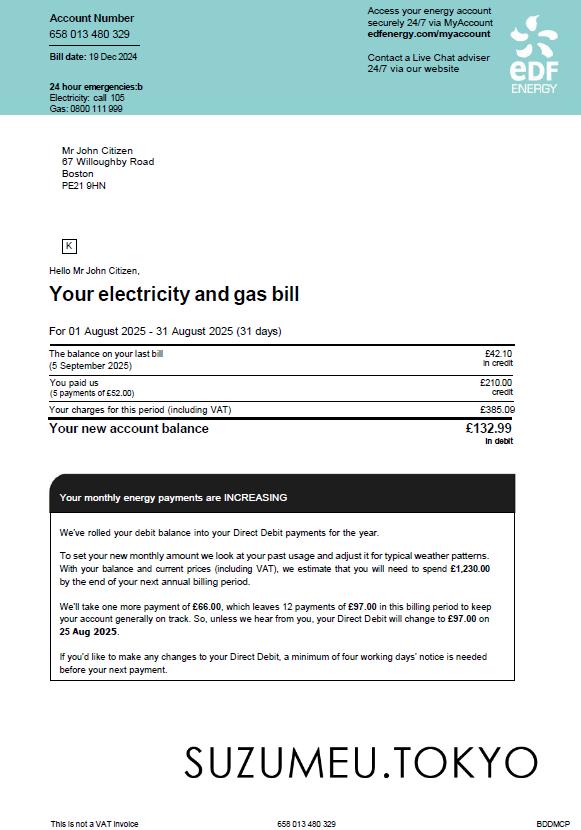 Account Number
658 013 480 329
Bill date: 19 Dec 2024
24 hour emergencies:b
Electricity: call 105
Gas: 0800 111 999
Access your energy account
securely 24/7 via MyAccount
edfenergy.com/myaccount
Contact a Live Chat adviser
24/7 via our website
eDF
ENERGY
Mr John Citizen
67 Willoughby Road
Boston
PE21 9HN
K
Hello Mr John Citizen,
Your electricity and gas bill
For 01 August 2025 - 31 August 2025 (31 days)
The balance on your last bill £42.10
(5 September 2025) in credit
You paid us £210.00
(5 payments of £52.00) credit
Your charges for this period (including VAT) £385.09
Your new account balance £132.99
in debit
Your monthly energy payments are INCREASING
We've rolled your debit balance into your Direct Debit payments for the year.
To set your new monthly amount we look at your past usage and adjust it for typical weather patterns.
With your balance and current prices (including VAT), we estimate that you will need to spend £1,230.00
by the end of your next annual billing period.
We'll take one more payment of £66.00, which leaves 12 payments of £97.00 in this billing period to keep
your account generally on track. So, unless we hear from you, your Direct Debit will change to £97.00 on
25 Aug 2025.
If you'd like to make any changes to your Direct Debit, a minimum of four working days' notice is needed
before your next payment.
SUZUMEU.TOKYO
This is not a VAT invoice 658 013 480 329 BDDMCP